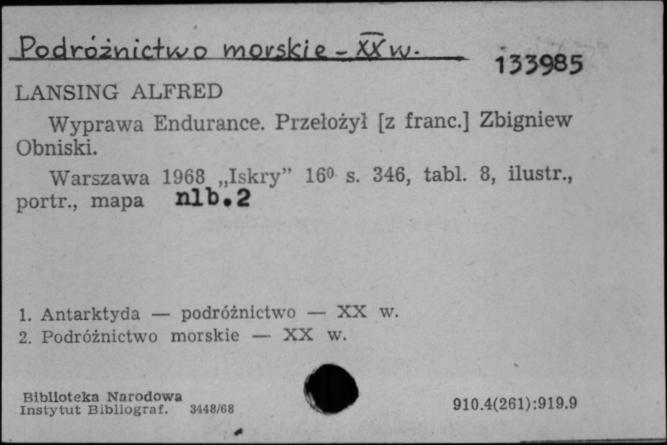 Podróżnictwo morskie - XX w.
133985
LANSING ALFRED
Wyprawa Endurance. Przełożył [z franc.] Zbigniew
Obniski.
Warszawa 1968 „Iskry” 16⁰ s. 346, tabl. 8, ilustr.,
portr., mapa nlb.2
1. Antarktyda — podróżnictwo — XX w.
2. Podróżnictwo morskie — XX w.
Biblioteka Narodowa
Instytut Bibliograf. 3448/68
910.4(261):919.9